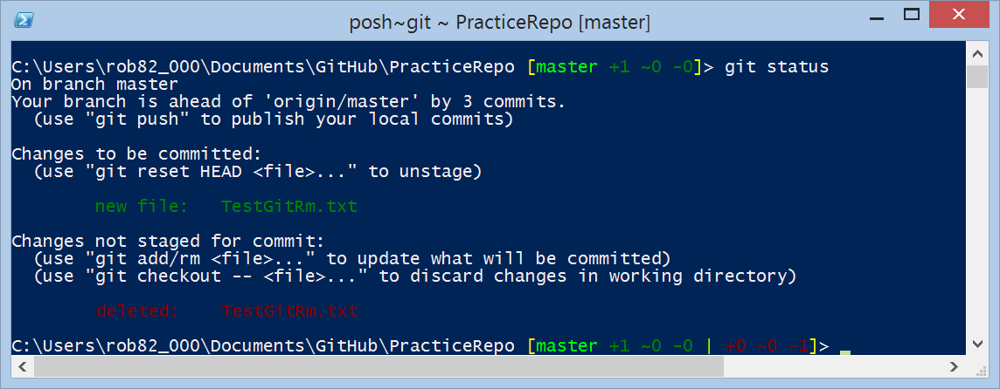 posh~git ~ PracticeRepo [master]
C:\Users\rob82_000\Documents\GitHub\PracticeRepo [master +1 ~0 -0]> git status
On branch master
Your branch is ahead of 'origin/master' by 3 commits.
  (use "git push" to publish your local commits)
Changes to be committed:
  (use "git reset HEAD <file>..." to unstage)
        new file:   TestGitRm.txt
Changes not staged for commit:
  (use "git add/rm <file>..." to update what will be committed)
  (use "git checkout -- <file>..." to discard changes in working directory)
        deleted:    TestGitRm.txt
C:\Users\rob82_000\Documents\GitHub\PracticeRepo [master +1 ~0 -0 | +0 ~0 -1]> _